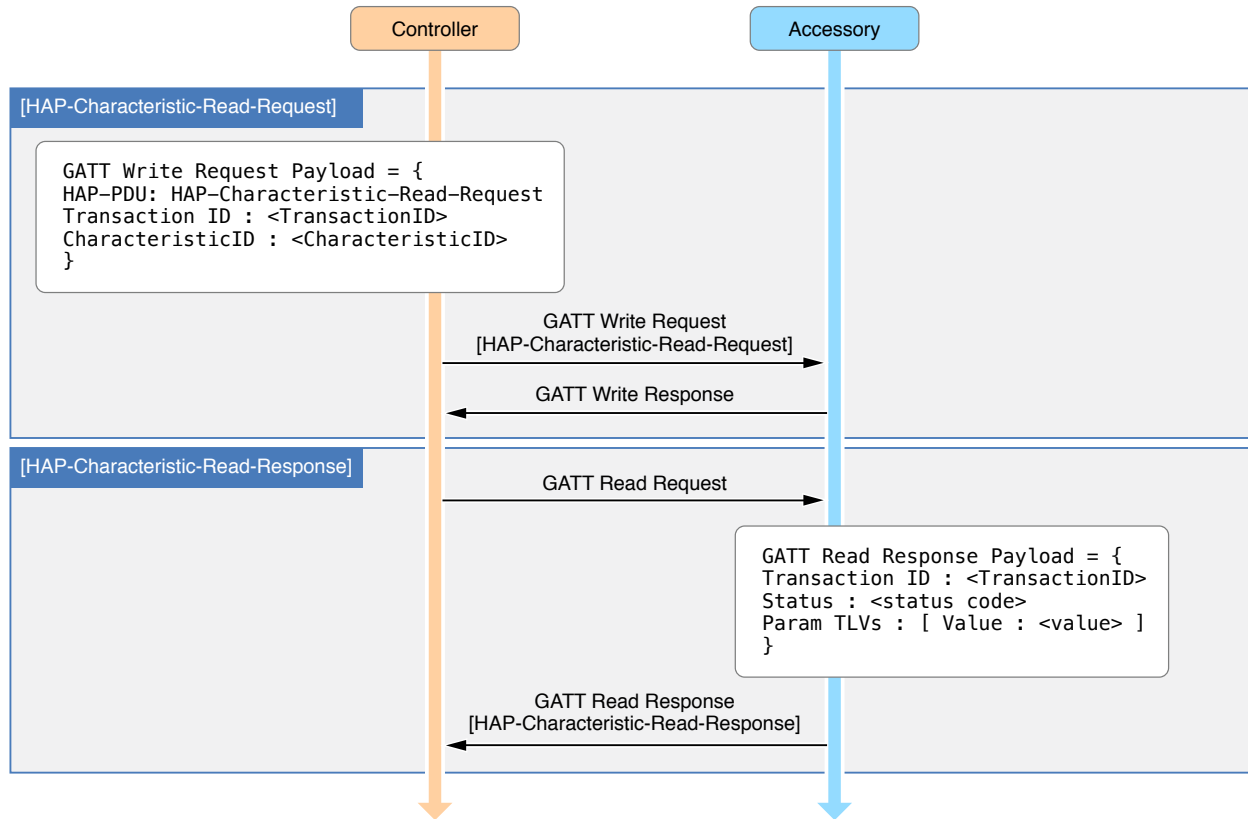 Controller
Accessory
[HAP-Characteristic-Read-Request]
GATT Write Request Payload = {
HAP-PDU: HAP-Characteristic-Read-Request
Transaction ID : <TransactionID>
CharacteristicID : <CharacteristicID>
}
GATT Write Request
[HAP-Characteristic-Read-Request]
GATT Write Response
[HAP-Characteristic-Read-Response]
GATT Read Request
GATT Read Response Payload = {
Transaction ID : <TransactionID>
Status : <status code>
Param TLVs : [ Value : <value> ]
}
GATT Read Response
[HAP-Characteristic-Read-Response]